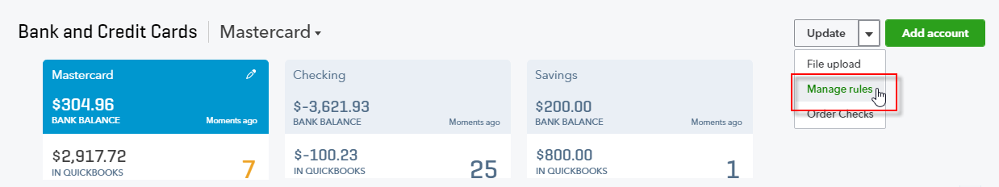 Bank and Credit Cards Mastercard
Update Add account
File upload
Manage rules
Order Checks
Mastercard
$304.96
BANK BALANCE Moments ago
$2,917.72
IN QUICKBOOKS 7
Checking
$-3,621.93
BANK BALANCE Moments ago
$-100.23
IN QUICKBOOKS 25
Savings
$200.00
BANK BALANCE Moments ago
$800.00
IN QUICKBOOKS 1